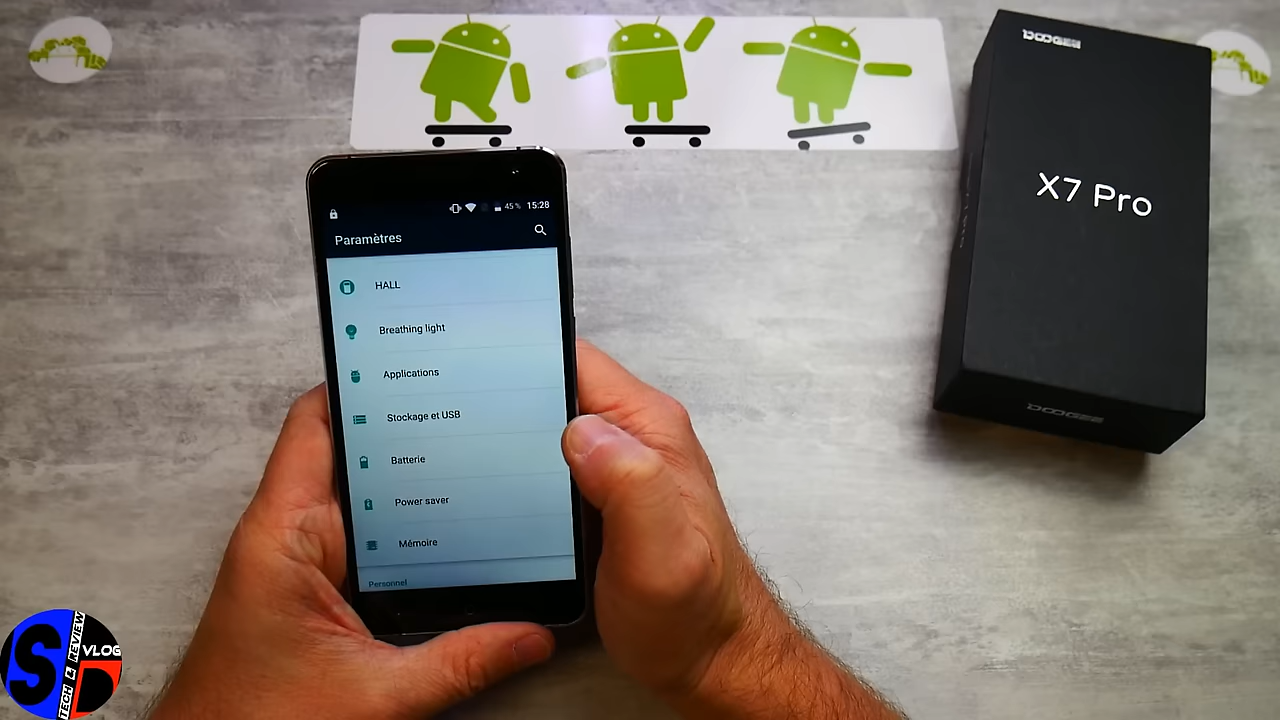 DOOGEE
X7 Pro
DOOGEE
45% 15:28
Paramètres
HALL
Breathing light
Applications
Stockage et USB
Batterie
Power saver
Mémoire
Personnel
SD
TECH & REVIEW
VLOG